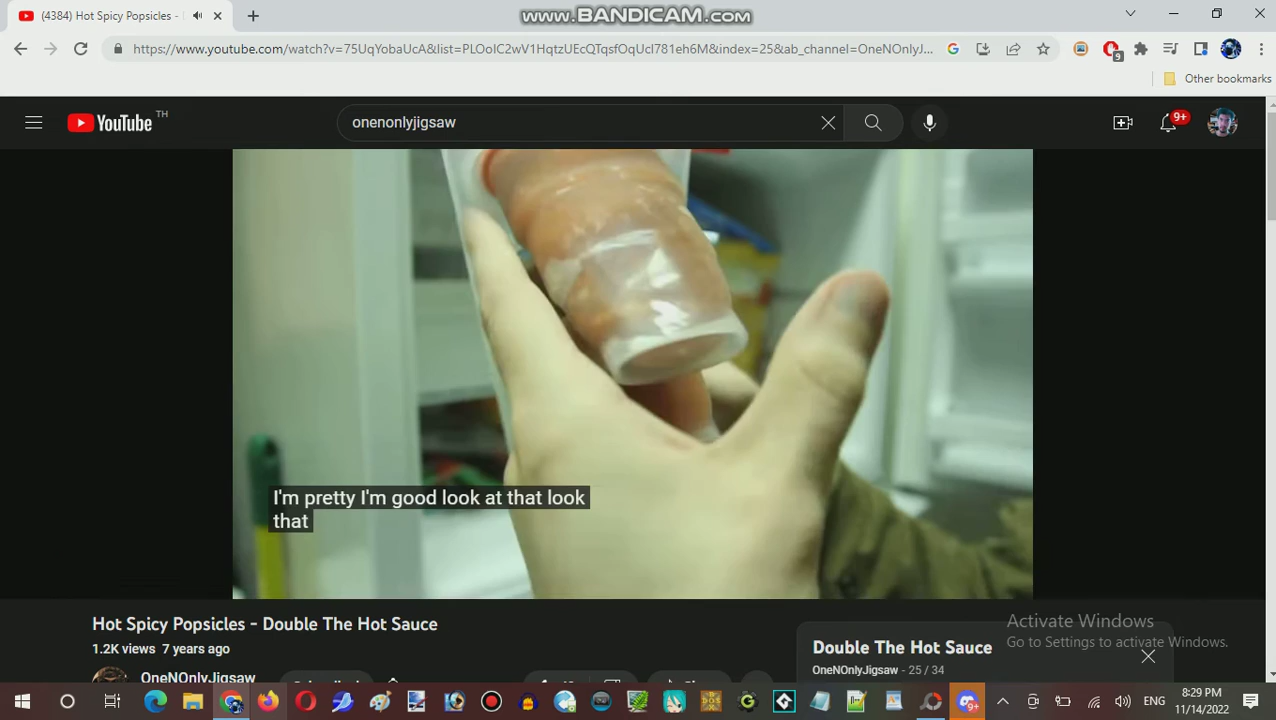 www.BANDICAM.com
(4384) Hot Spicy Popsicles -
https://www.youtube.com/watch?v=75UqYobaUcA&list=PLOoIC2wV1HqtzUEcQTqsfOqUcl781eh6M&index=25&ab_channel=OneNOnlyJ...
9
Other bookmarks
YouTube TH
onenonlyjigsaw
9+
I'm pretty I'm good look at that look
that
Hot Spicy Popsicles - Double The Hot Sauce
1.2K views 7 years ago
OneNOnlyJigsaw
Double The Hot Sauce
OneNOnlyJigsaw - 25 / 34
Activate Windows
Go to Settings to activate Windows.
9+
ENG
8:29 PM
11/14/2022